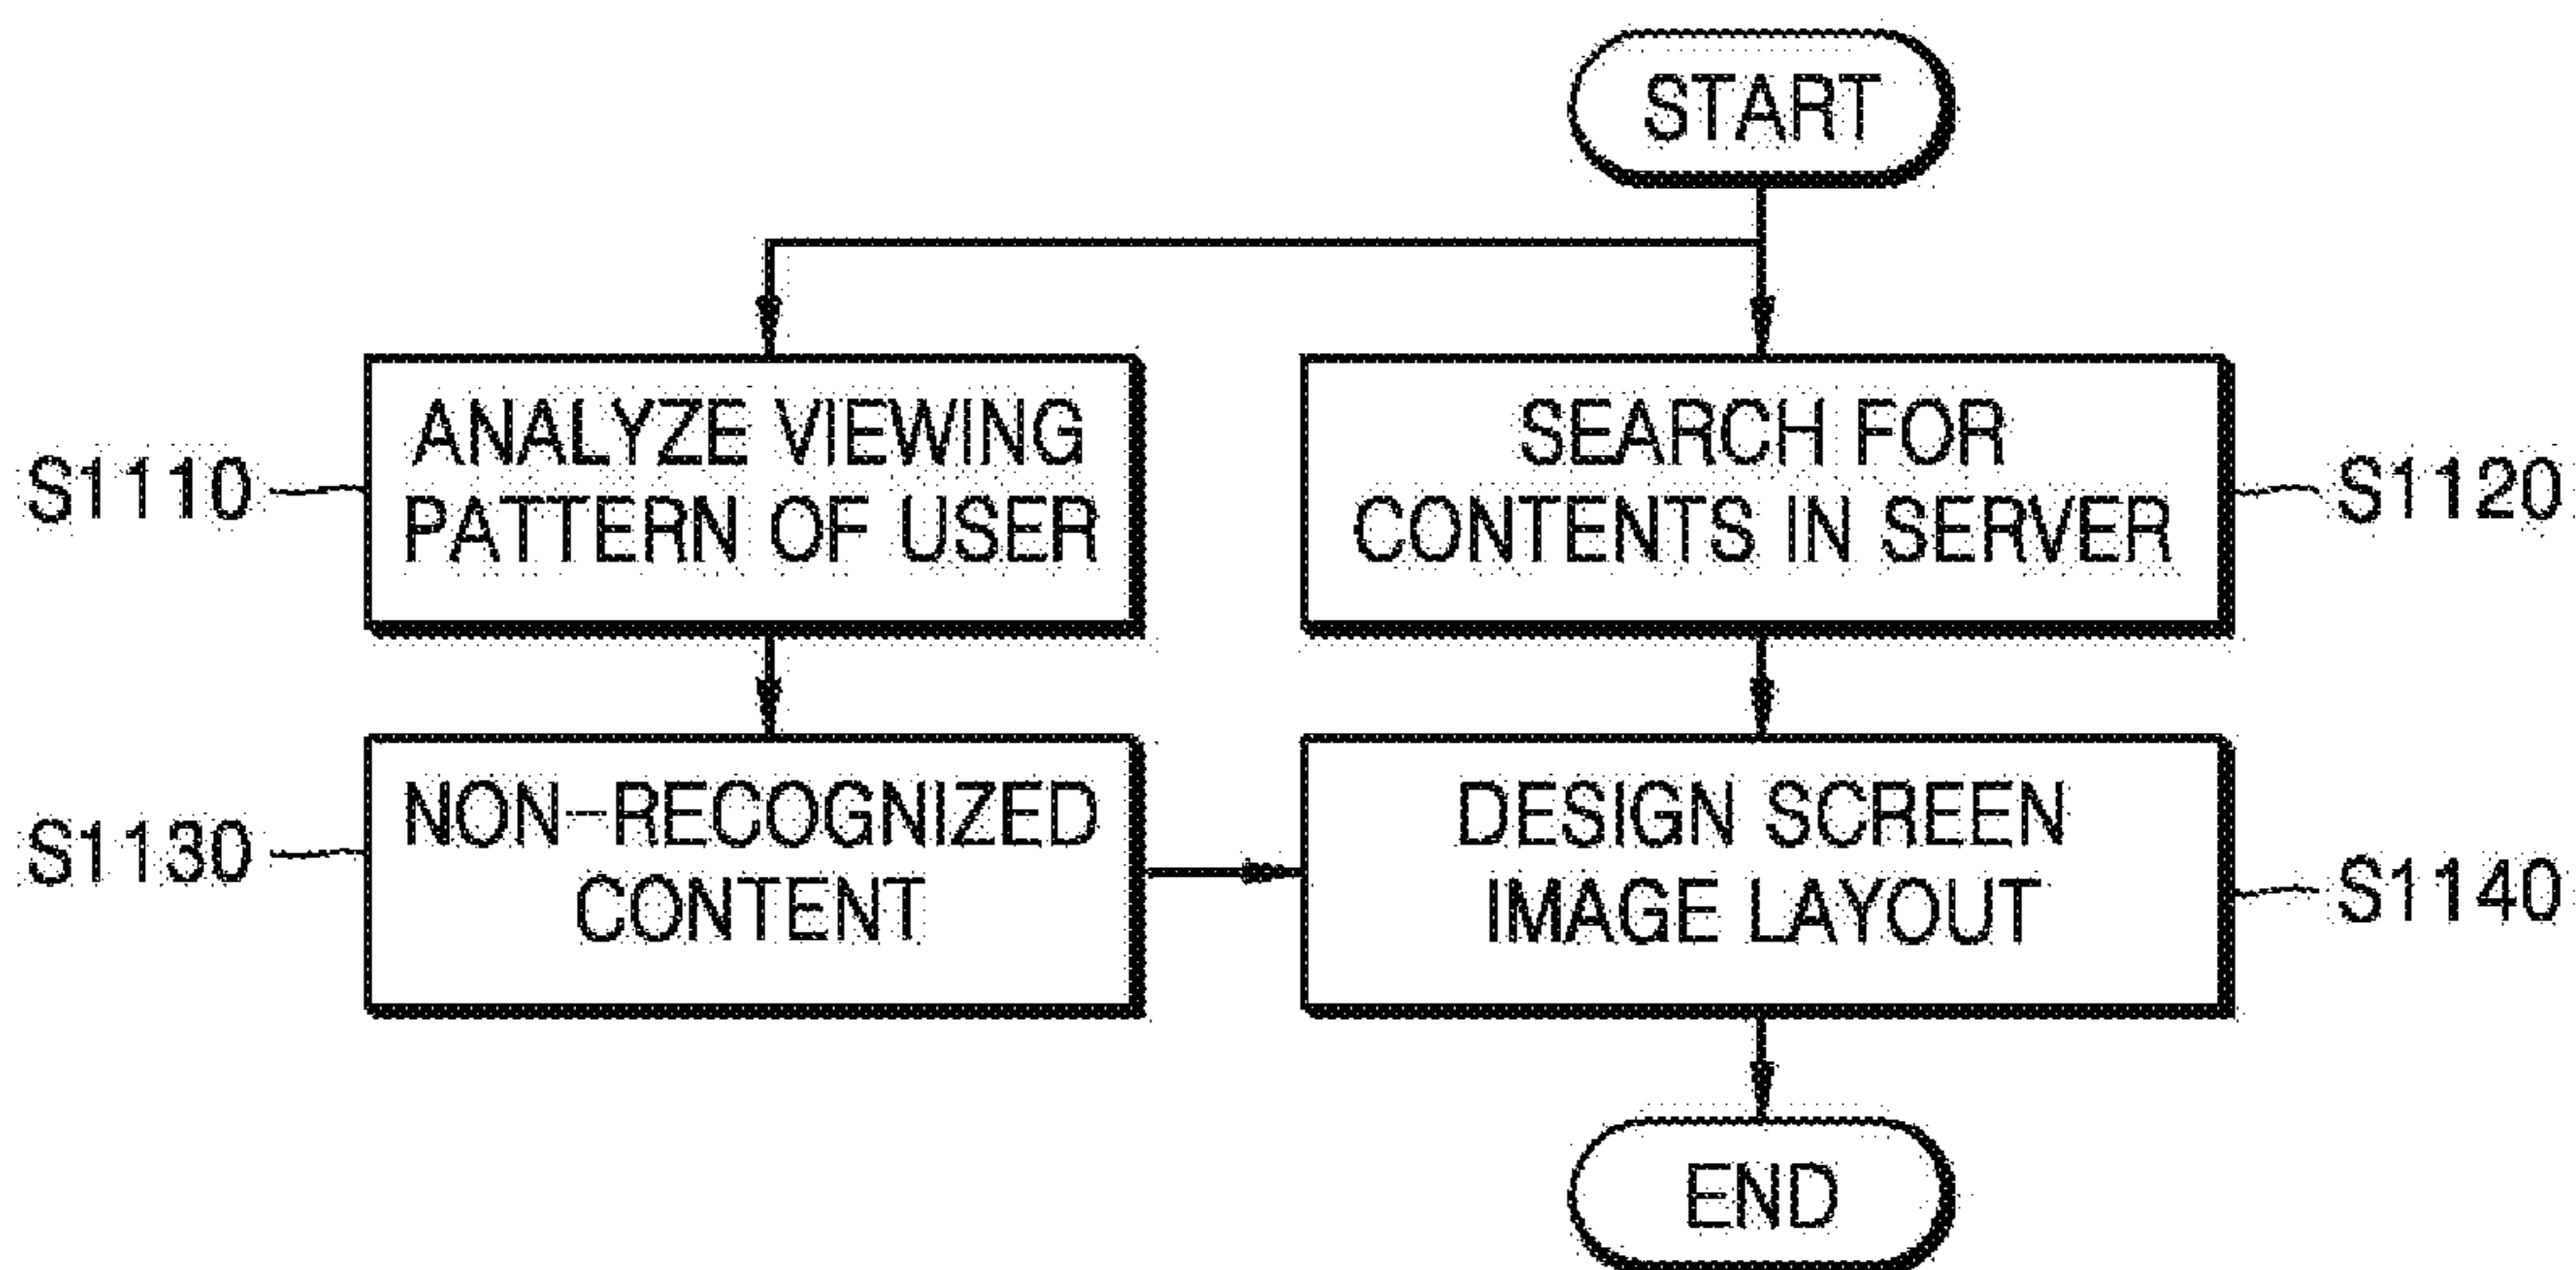 START
S1110
ANALYZE VIEWING
PATTERN OF USER
SEARCH FOR
CONTENTS IN SERVER
S1120
S1130
NON-RECOGNIZED
CONTENT
DESIGN SCREEN
IMAGE LAYOUT
S1140
END